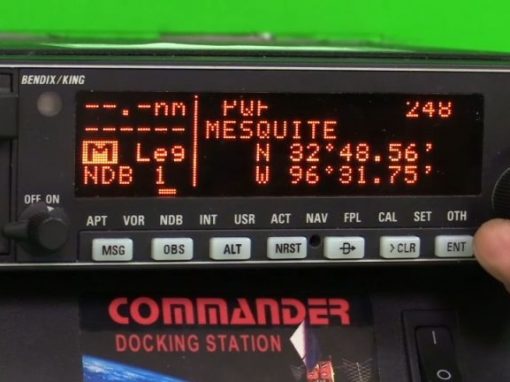 BENDIX/KING
--.-nm PWF 248
------ MESQUITE
M Leg N 32°48.56'
NDB 1 W 96°31.75'
OFF ON
APT VOR NDB INT USR ACT NAV FPL CAL SET OTH
MSG OBS ALT NRST D >CLR ENT
COMMANDER
DOCKING STATION
I
O